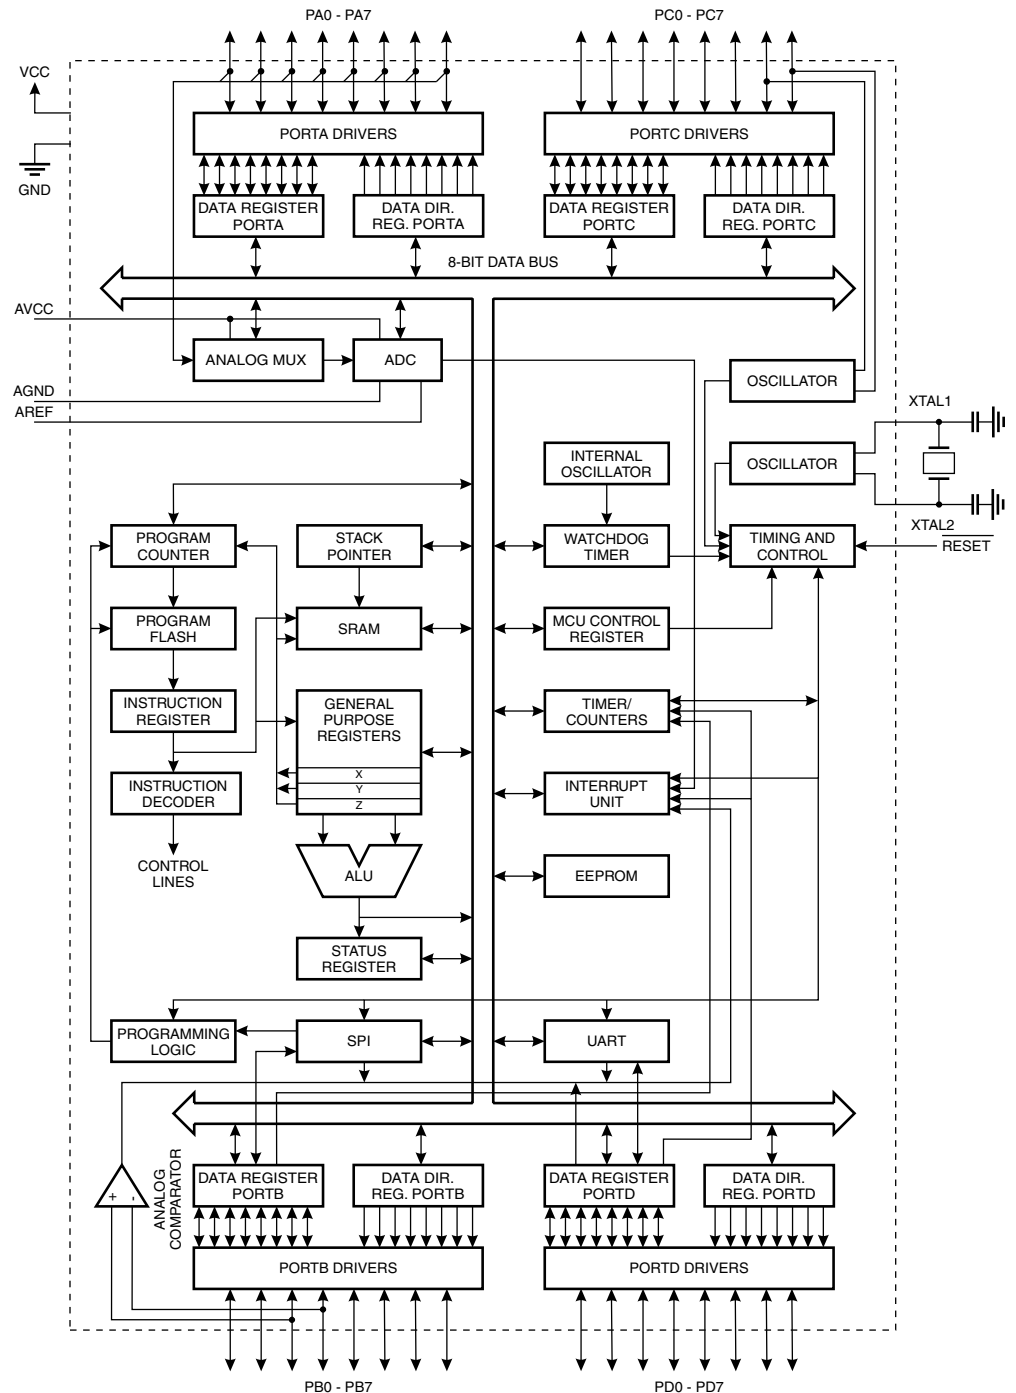 PA0 - PA7
PC0 - PC7
VCC
GND
PORTA DRIVERS
PORTC DRIVERS
DATA REGISTER
PORTA
DATA DIR.
REG. PORTA
DATA REGISTER
PORTC
DATA DIR.
REG. PORTC
8-BIT DATA BUS
AVCC
ANALOG MUX
ADC
AGND
AREF
OSCILLATOR
XTAL1
INTERNAL
OSCILLATOR
OSCILLATOR
XTAL2
RESET
PROGRAM
COUNTER
STACK
POINTER
WATCHDOG
TIMER
TIMING AND
CONTROL
PROGRAM
FLASH
SRAM
MCU CONTROL
REGISTER
INSTRUCTION
REGISTER
GENERAL
PURPOSE
REGISTERS
X
Y
Z
TIMER/
COUNTERS
INSTRUCTION
DECODER
INTERRUPT
UNIT
CONTROL
LINES
ALU
EEPROM
STATUS
REGISTER
PROGRAMMING
LOGIC
SPI
UART
+ -
ANALOG
COMPARATOR
DATA REGISTER
PORTB
DATA DIR.
REG. PORTB
DATA REGISTER
PORTD
DATA DIR.
REG. PORTD
PORTB DRIVERS
PORTD DRIVERS
PB0 - PB7
PD0 - PD7